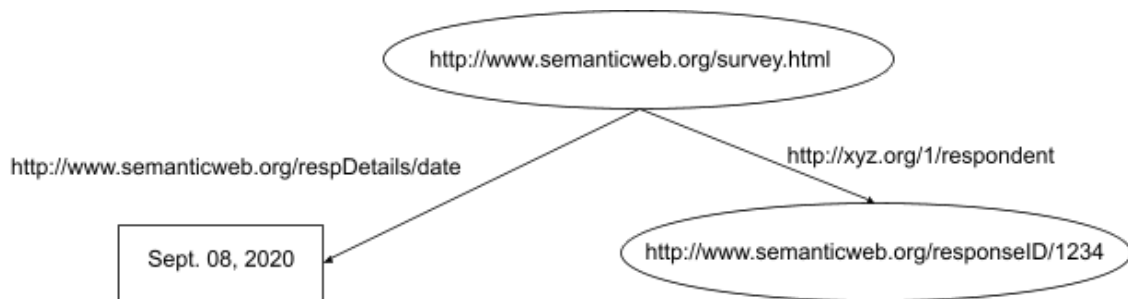 http://www.semanticweb.org/survey.html
http://www.semanticweb.org/respDetails/date
http://xyz.org/1/respondent
Sept. 08, 2020
http://www.semanticweb.org/responseID/1234